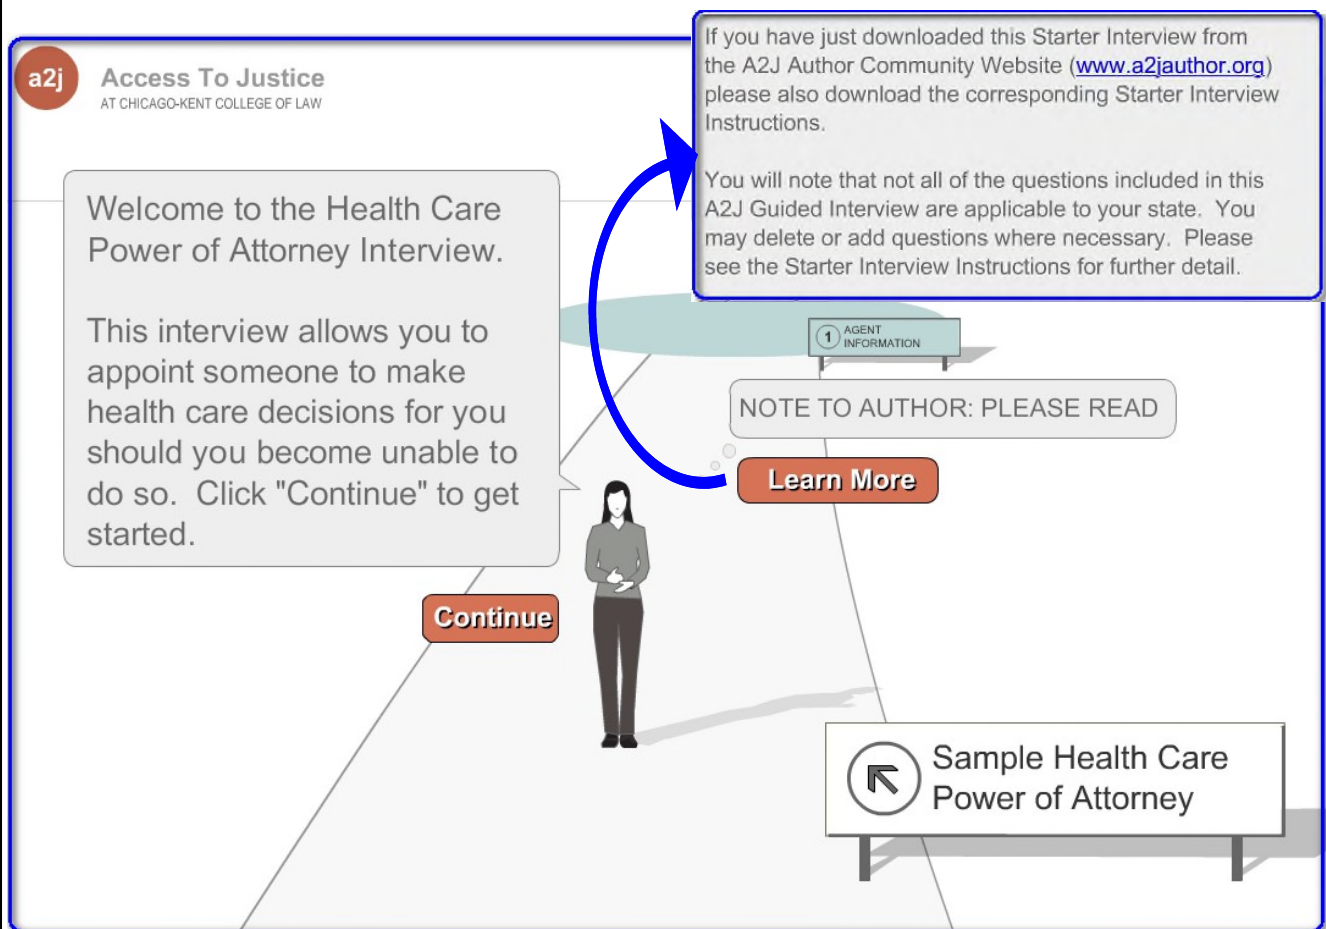 a2j
Access To Justice
AT CHICAGO-KENT COLLEGE OF LAW
If you have just downloaded this Starter Interview from
the A2J Author Community Website (www.a2jauthor.org)
please also download the corresponding Starter Interview
Instructions.
You will note that not all of the questions included in this
A2J Guided Interview are applicable to your state.  You
may delete or add questions where necessary.  Please
see the Starter Interview Instructions for further detail.
Welcome to the Health Care
Power of Attorney Interview.
This interview allows you to
appoint someone to make
health care decisions for you
should you become unable to
do so.  Click "Continue" to get
started.
1 AGENT
INFORMATION
NOTE TO AUTHOR: PLEASE READ
Learn More
Continue
Sample Health Care
Power of Attorney